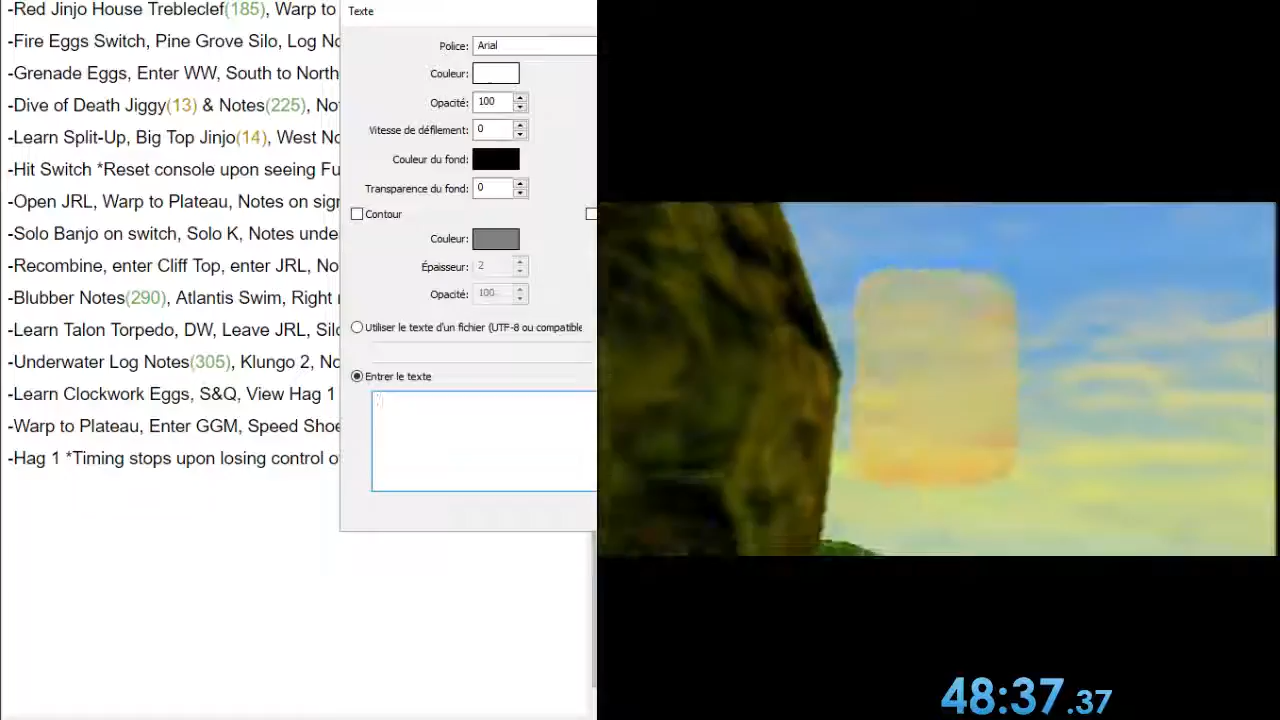 -Red Jinjo House Trebleclef(185), Warp to
-Fire Eggs Switch, Pine Grove Silo, Log No
-Grenade Eggs, Enter WW, South to North
-Dive of Death Jiggy(13) & Notes(225), No
-Learn Split-Up, Big Top Jinjo(14), West No
-Hit Switch *Reset console upon seeing Fu
-Open JRL, Warp to Plateau, Notes on sign
-Solo Banjo on switch, Solo K, Notes unde
-Recombine, enter Cliff Top, enter JRL, No
-Blubber Notes(290), Atlantis Swim, Right
-Learn Talon Torpedo, DW, Leave JRL, Silo
-Underwater Log Notes(305), Klungo 2, No
-Learn Clockwork Eggs, S&Q, View Hag 1
-Warp to Plateau, Enter GGM, Speed Shoe
-Hag 1 *Timing stops upon losing control o
Texte
Police: Arial
Couleur:
Opacité: 100
Vitesse de défilement: 0
Couleur du fond:
Transparence du fond: 0
Contour
Couleur:
Épaisseur: 2
Opacité: 100
Utiliser le texte d'un fichier (UTF-8 ou compatible
Entrer le texte
48:37.37